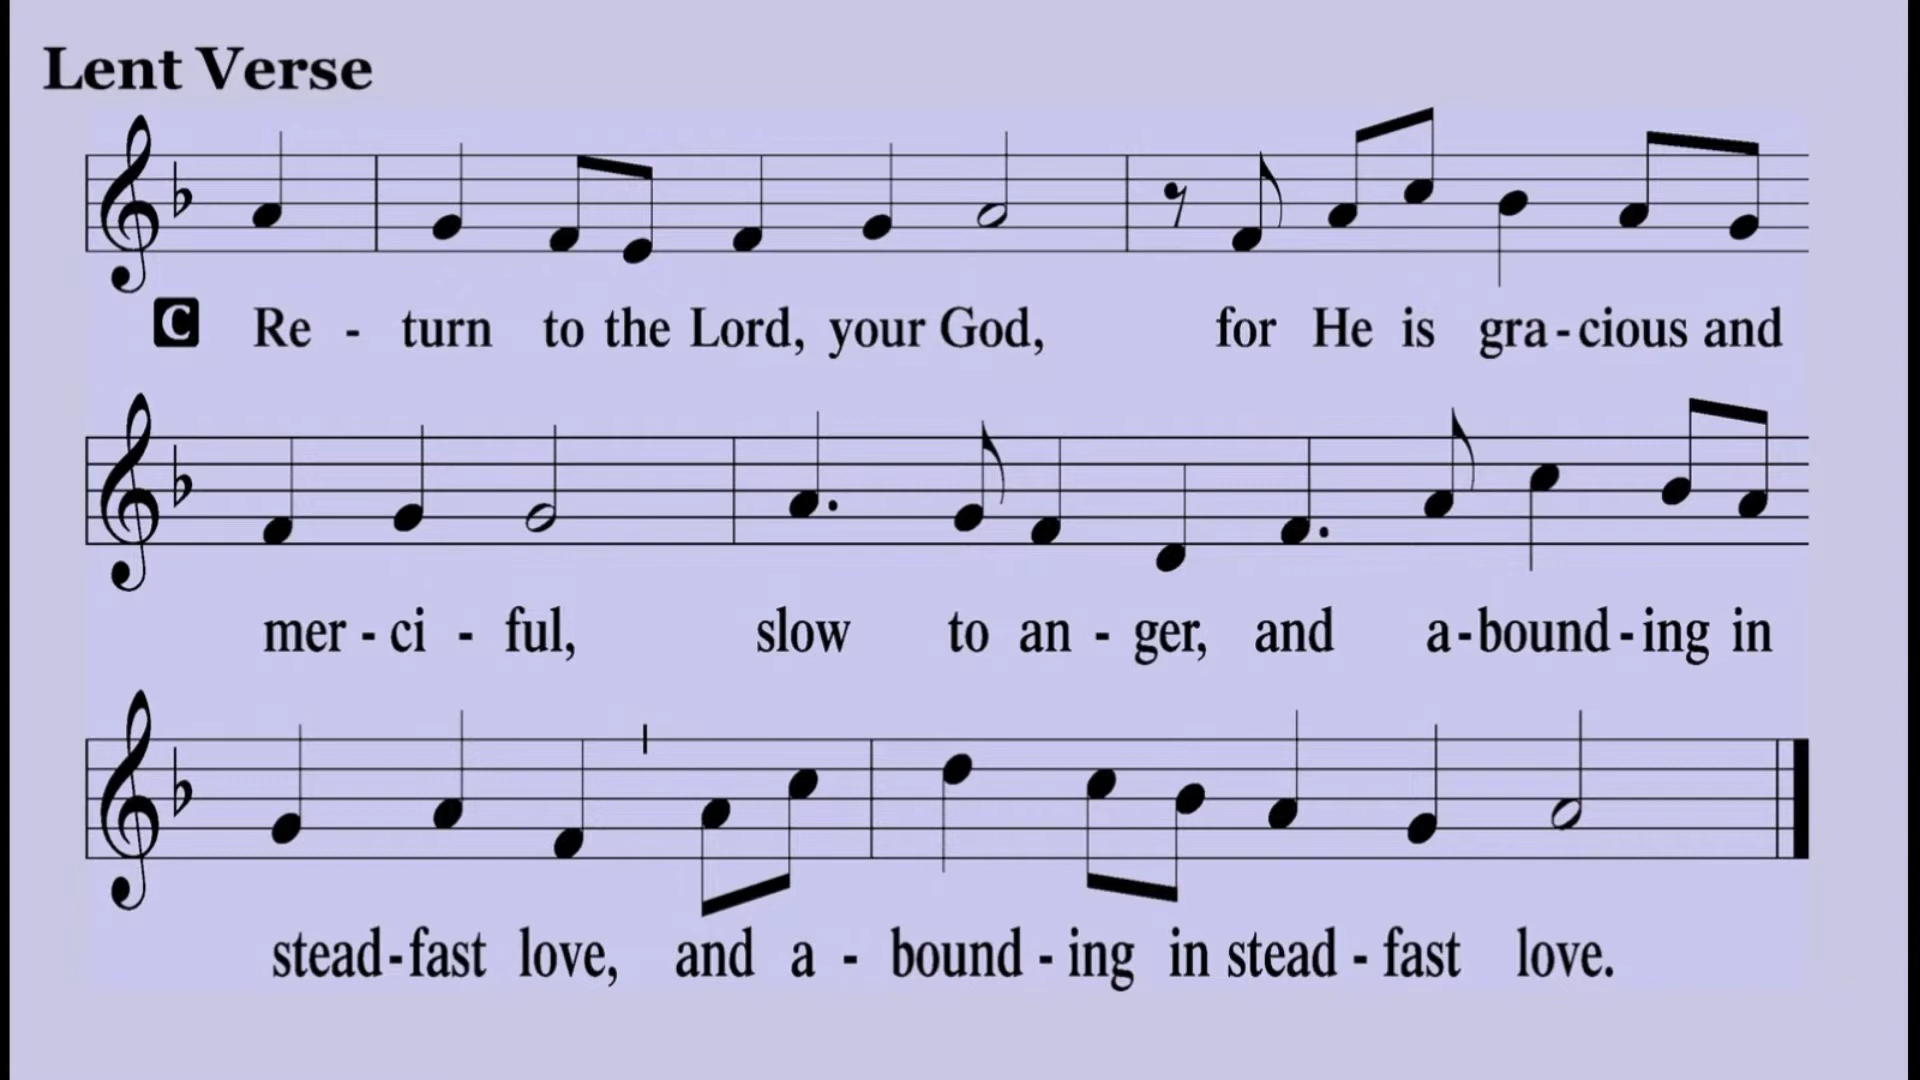 Lent Verse
C Re - turn to the Lord, your God, for He is gra - cious and
mer - ci - ful, slow to an - ger, and a - bound - ing in
stead - fast love, and a - bound - ing in stead - fast love.